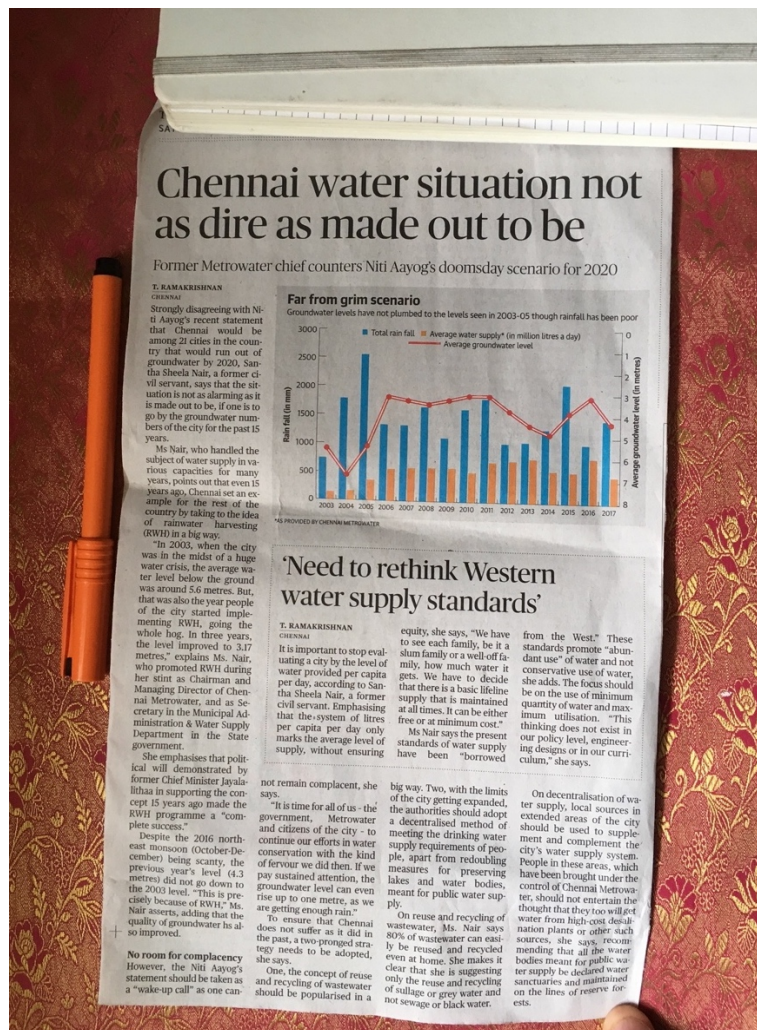 SA
Chennai water situation not
as dire as made out to be
Former Metrowater chief counters Niti Aayog's doomsday scenario for 2020
T. RAMAKRISHNAN
CHENNAI
Strongly disagreeing with Ni-
ti Aayog's recent statement
that Chennai would be
among 21 cities in the coun-
try that would run out of
groundwater by 2020, San-
tha Sheela Nair, a former ci-
vil servant, says that the sit-
uation is not as alarming as it
is made out to be, if one is to
go by the groundwater num-
bers of the city for the past 15
years.
Ms Nair, who handled the
subject of water supply in va-
rious capacities for many
years, points out that even 15
years ago, Chennai set an ex-
ample for the rest of the
country by taking to the idea
of rainwater harvesting
(RWH) in a big way.
"In 2003, when the city
was in the midst of a huge
water crisis, the average wa-
ter level below the ground
was around 5.6 metres. But,
that was also the year people
of the city started imple-
menting RWH, going the
whole hog. In three years,
the level improved to 3.17
metres," explains Ms. Nair,
who promoted RWH during
her stint as Chairman and
Managing Director of Chen-
nai Metrowater, and as Se-
cretary in the Municipal Ad-
ministration & Water Supply
Department in the State
government.
She emphasises that polit-
ical will demonstrated by
former Chief Minister Jayala-
lithaa in supporting the con-
cept 15 years ago made the
RWH programme a "com-
plete success."
Despite the 2016 north-
east monsoon (October-De-
cember) being scanty, the
previous year's level (4.3
metres) did not go down to
the 2003 level. "This is pre-
cisely because of RWH," Ms.
Nair asserts, adding that the
quality of groundwater hs al-
so improved.
No room for complacency
However, the Niti Aayog's
statement should be taken as
a "wake-up call" as one can-
Far from grim scenario
Groundwater levels have not plumbed to the levels seen in 2003-05 though rainfall has been poor
Total rain fall Average water supply* (in million litres a day)
Average groundwater level
Rain fall (in mm)
3000
2500
2000
1500
1000
500
0
Average groundwater level (in metres)
0
1
2
3
4
5
6
7
8
2003 2004 2005 2006 2007 2008 2009 2010 2011 2012 2013 2014 2015 2016 2017
*AS PROVIDED BY CHENNAI METROWATER
'Need to rethink Western
water supply standards'
T. RAMAKRISHNAN
CHENNAI
It is important to stop eval-
uating a city by the level of
water provided per capita
per day, according to San-
tha Sheela Nair, a former
civil servant. Emphasising
that the system of litres
per capita per day only
marks the average level of
supply, without ensuring
equity, she says, "We have
to see each family, be it a
slum family or a well-off fa-
mily, how much water it
gets. We have to decide
that there is a basic lifeline
supply that is maintained
at all times. It can be either
free or at minimum cost."
Ms Nair says the present
standards of water supply
have been "borrowed
from the West." These
standards promote "abun-
dant use" of water and not
conservative use of water,
she adds. The focus should
be on the use of minimum
quantity of water and max-
imum utilisation. "This
thinking does not exist in
our policy level, engineer-
ing designs or in our curri-
culum," she says.
not remain complacent, she
says.
"It is time for all of us - the
government, Metrowater
and citizens of the city - to
continue our efforts in water
conservation with the kind
of fervour we did then. If we
pay sustained attention, the
groundwater level can even
rise up to one metre, as we
are getting enough rain."
To ensure that Chennai
does not suffer as it did in
the past, a two-pronged stra-
tegy needs to be adopted,
she says.
One, the concept of reuse
and recycling of wastewater
should be popularised in a
big way. Two, with the limits
of the city getting expanded,
the authorities should adopt
a decentralised method of
meeting the drinking water
supply requirements of peo-
ple, apart from redoubling
measures for preserving
lakes and water bodies,
meant for public water sup-
ply.
On reuse and recycling of
wastewater, Ms. Nair says
80% of wastewater can easi-
ly be reused and recycled
even at home. She makes it
clear that she is suggesting
only the reuse and recycling
of sullage or grey water and
not sewage or black water.
On decentralisation of wa-
ter supply, local sources in
extended areas of the city
should be used to supple-
ment and complement the
city's water supply system.
People in these areas, which
have been brought under the
control of Chennai Metrowa-
ter, should not entertain the
thought that they too will get
water from high-cost desali-
nation plants or other such
sources, she says, recom-
mending that all the water
bodies meant for public wa-
ter supply be declared water
sanctuaries and maintained
on the lines of reserve for-
ests.